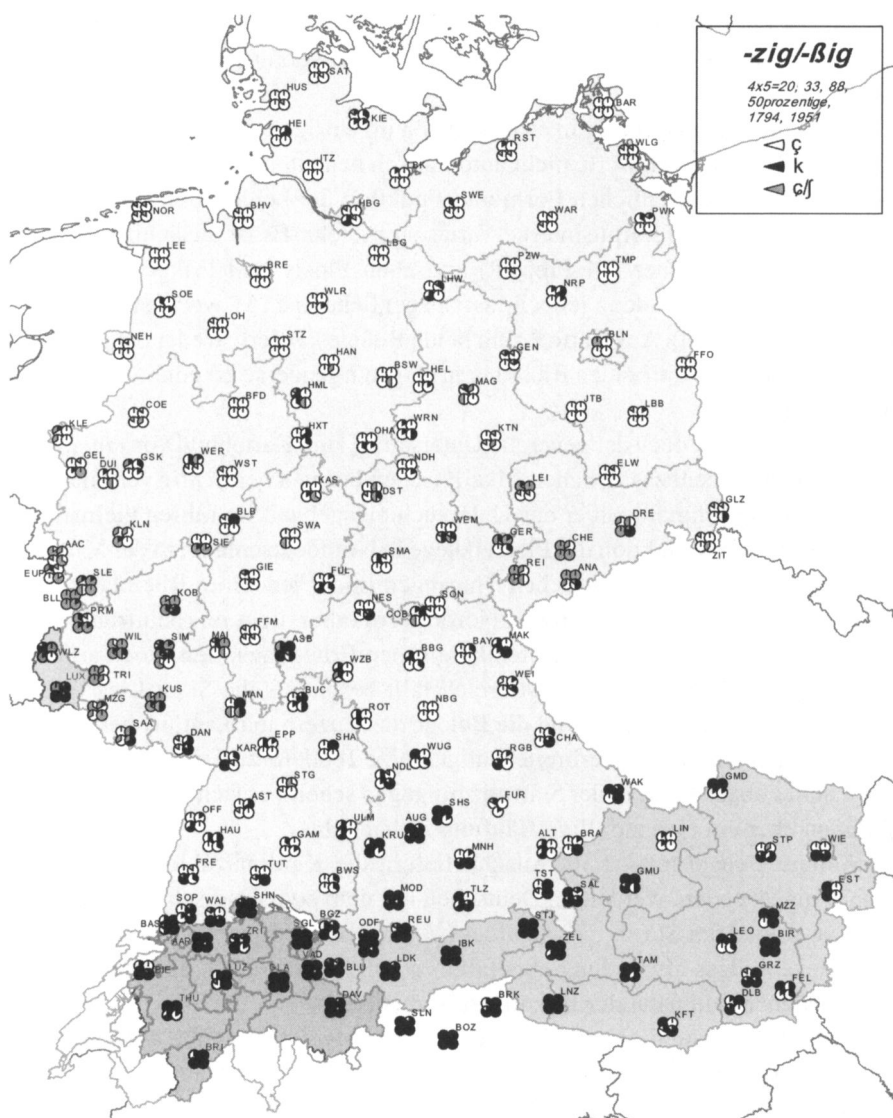 -zig/-ßig
4x5=20, 33, 88,
50prozentige,
1794, 1951
ç
k
ɕ/ʃ
SAT
HUS
BAR
KIE
HEI
RST
WLG
ITZ
SWE
NOR
BHV
HBG
WAR
PWK
LBG
LEE
BRE
PZW
TMP
LHW
NRP
WLR
SOE
LOH
NEH
STZ
BLN
GEN
HAN
FFO
BSW
HEL
MAG
HML
BFD
JTB
COE
LBB
KLE
HXT
OHA
WRN
KTN
GEL
DUI
GSK
WER
WST
NDH
ELW
KAS
DST
LEI
GLZ
BLB
DRE
KLN
SIE
SWA
WEM
GER
CHE
ZIT
AAC
SMA
EUP
SLE
GIE
FUL
REI
ANA
BLL
KOB
NES
SON
COB
PRM
FFM
WIL
SIM
MAI
ASB
BAY
MAK
WLZ
BBG
WZB
TRI
LUX
WEI
KUS
MZG
MAN
BUC
NBG
ROT
SAA
DAN
EPP
SHA
CHA
KAR
WUG
RGB
NDL
STG
WAK
GMD
AST
FUR
SHS
OFF
ULM
AUG
HAU
GAM
KRU
ALT
BRA
LIN
STP
WIE
MNH
FRE
TUT
BWS
TST
GMU
EST
MOD
TLZ
SAL
SOP
WAL
SHN
MZZ
BAS
BGZ
REU
STJ
AAR
ZRI
SGL
ODF
IBK
ZEL
LEO
BIR
BIE
VAD
BLU
LDK
TAM
LUZ
GLA
GRZ
FEL
THU
DAV
BRK
LNZ
DLB
SLN
KFT
BOZ
BRI